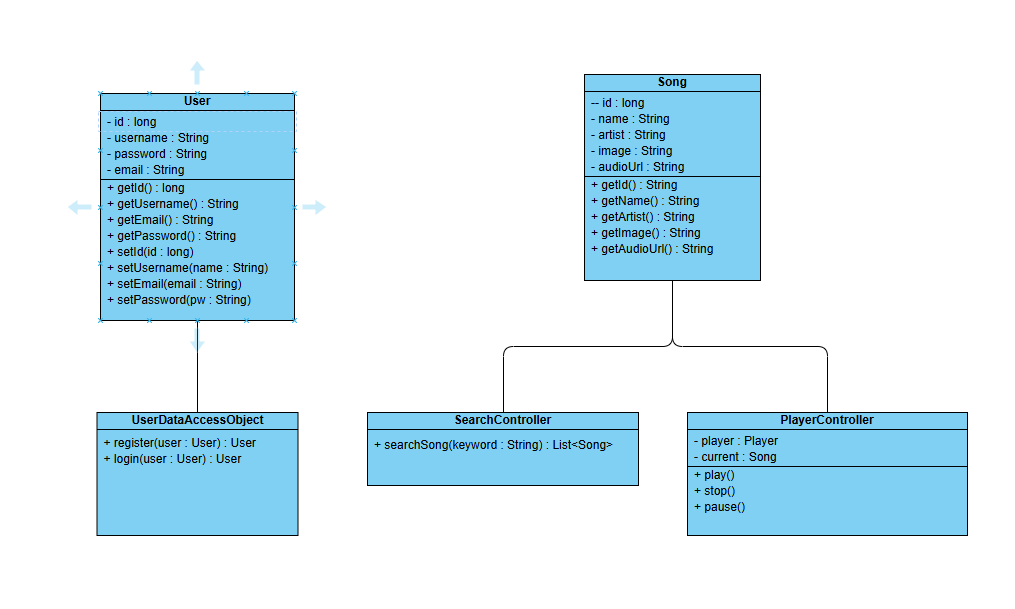 User
- id : long
- username : String
- password : String
- email : String
+ getId() : long
+ getUsername() : String
+ getEmail() : String
+ getPassword() : String
+ setId(id : long)
+ setUsername(name : String)
+ setEmail(email : String)
+ setPassword(pw : String)
Song
-- id : long
- name : String
- artist : String
- image : String
- audioUrl : String
+ getId() : String
+ getName() : String
+ getArtist() : String
+ getImage() : String
+ getAudioUrl() : String
UserDataAccessObject
+ register(user : User) : User
+ login(user : User) : User
SearchController
+ searchSong(keyword : String) : List<Song>
PlayerController
- player : Player
- current : Song
+ play()
+ stop()
+ pause()